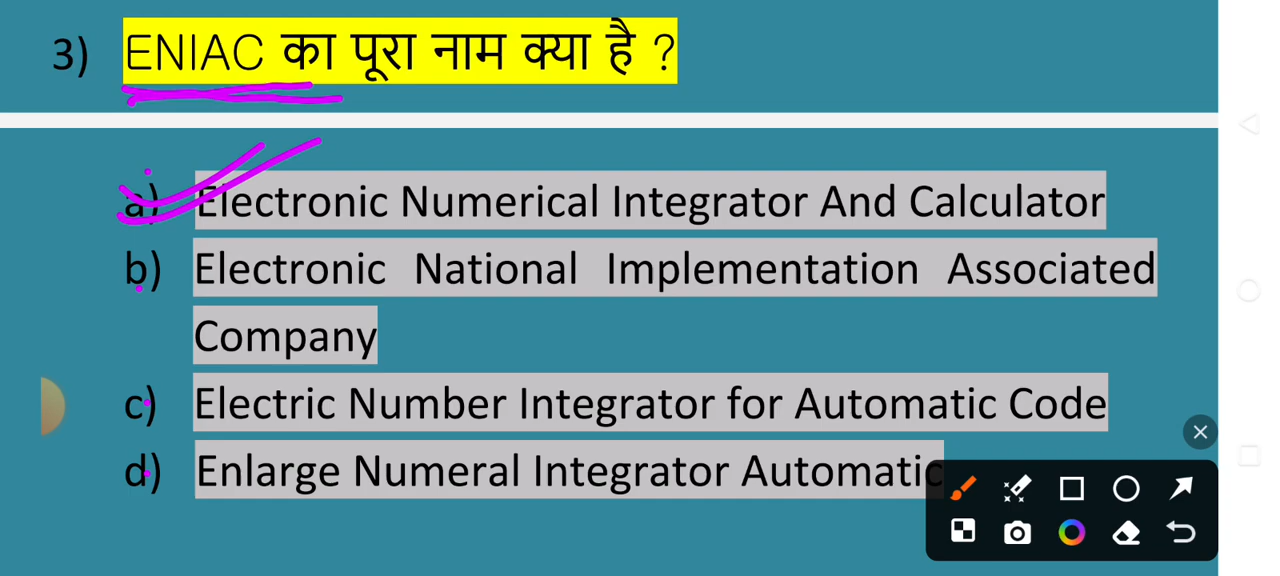 3) ENIAC का पूरा नाम क्या है ?
a) Electronic Numerical Integrator And Calculator
b) Electronic National Implementation Associated
Company
c) Electric Number Integrator for Automatic Code
d) Enlarge Numeral Integrator Automatic